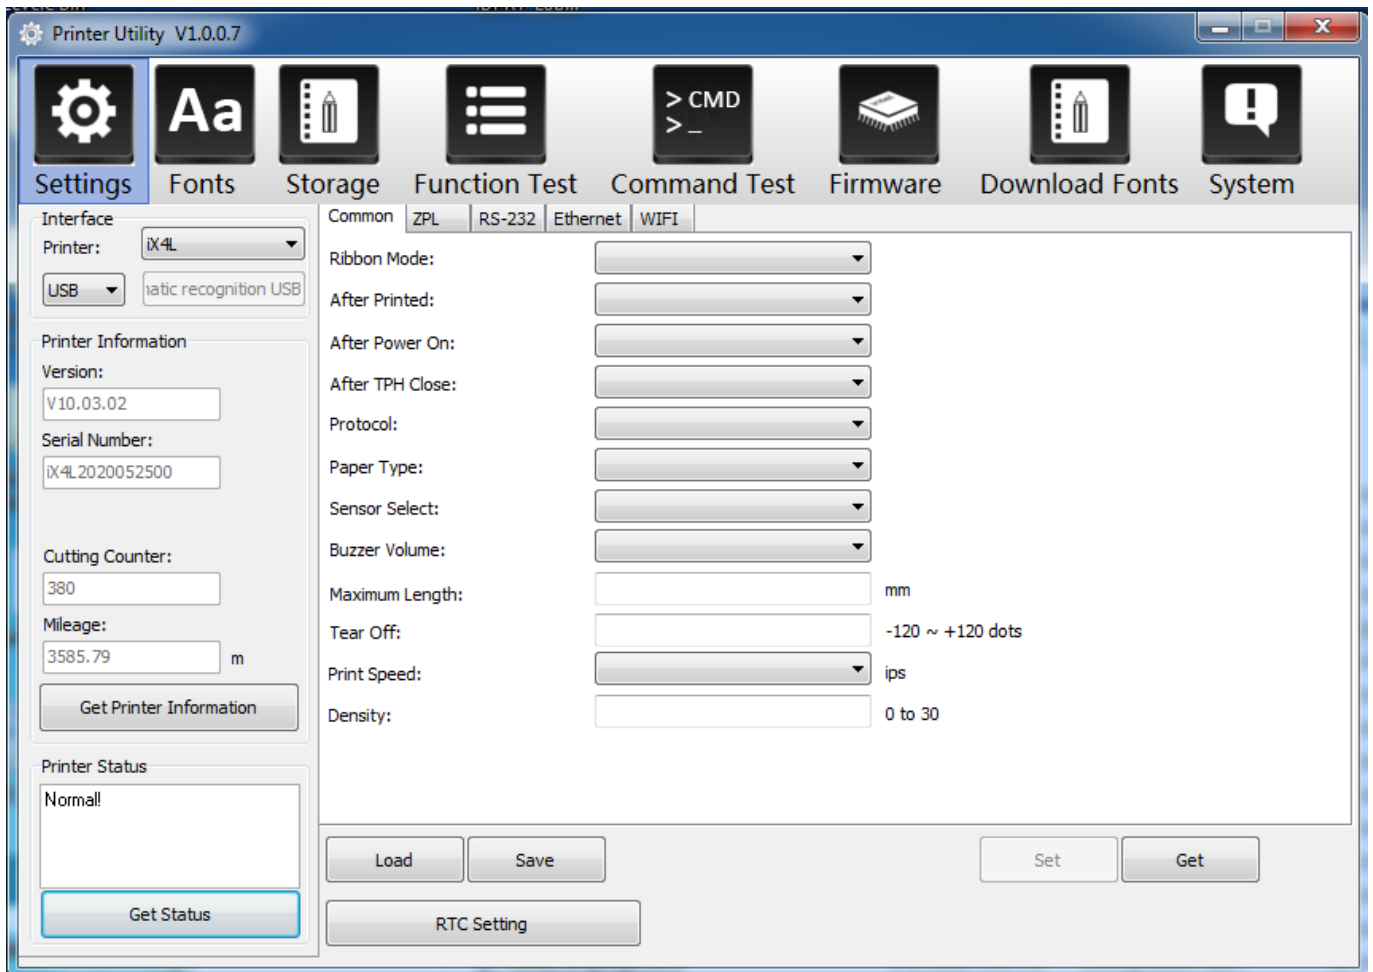 Printer Utility V1.0.0.7
Aa
> CMD
> _
Settings Fonts Storage Function Test Command Test Firmware Download Fonts System
Interface
Printer: iX4L
USB natic recognition USB
Printer Information
Version:
V10.03.02
Serial Number:
iX4L2020052500
Cutting Counter:
380
Mileage:
3585.79 m
Get Printer Information
Printer Status
Normal!
Get Status
Common ZPL RS-232 Ethernet WIFI
Ribbon Mode:
After Printed:
After Power On:
After TPH Close:
Protocol:
Paper Type:
Sensor Select:
Buzzer Volume:
Maximum Length: mm
Tear Off: -120 ~ +120 dots
Print Speed: ips
Density: 0 to 30
Load Save Set Get
RTC Setting